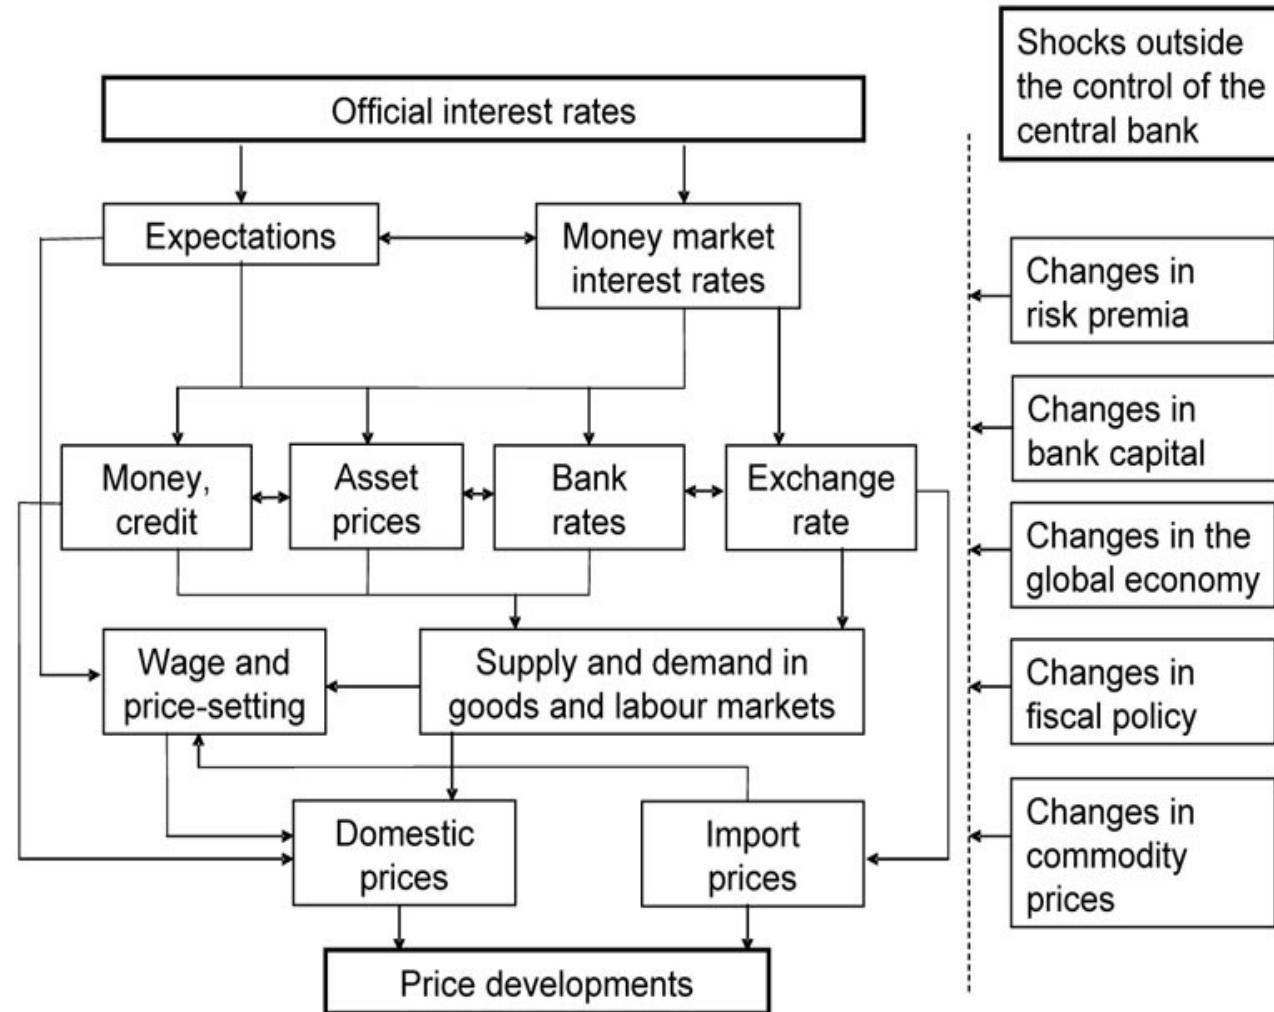 Shocks outside
the control of the
central bank
Official interest rates
Expectations
Money market
interest rates
Changes in
risk premia
Changes in
bank capital
Money,
credit
Asset
prices
Bank
rates
Exchange
rate
Changes in the
global economy
Wage and
price-setting
Supply and demand in
goods and labour markets
Changes in
fiscal policy
Domestic
prices
Import
prices
Changes in
commodity
prices
Price developments